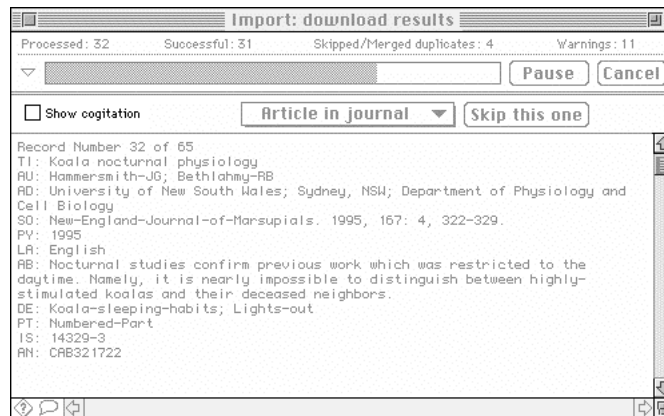 Import: download results
Processed: 32 Successful: 31 Skipped/Merged duplicates: 4 Warnings: 11
Pause Cancel
Show cogitation Article in journal Skip this one
Record Number 32 of 65
TI: Koala nocturnal physiology
AU: Hammersmith-JG; Bethlahmy-RB
AD: University of New South Wales; Sydney, NSW; Department of Physiology and
Cell Biology
SO: New-England-Journal-of-Marsupials. 1995, 167: 4, 322-329.
PY: 1995
LA: English
AB: Nocturnal studies confirm previous work which was restricted to the
daytime. Namely, it is nearly impossible to distinguish between highly-
stimulated koalas and their deceased neighbors.
DE: Koala-sleeping-habits; Lights-out
PT: Numbered-Part
IS: 14329-3
AN: CAB321722